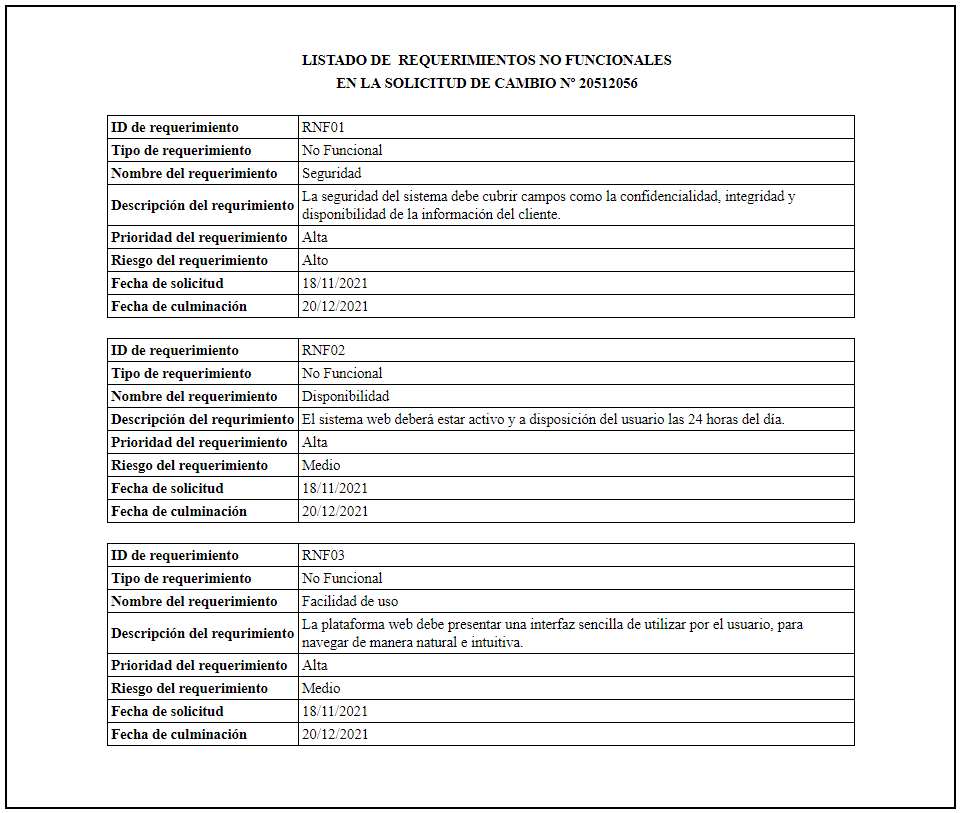 LISTADO DE REQUERIMIENTOS NO FUNCIONALES
EN LA SOLICITUD DE CAMBIO Nº 20512056
ID de requerimiento RNF01
Tipo de requerimiento No Funcional
Nombre del requerimiento Seguridad
Descripción del requrimiento La seguridad del sistema debe cubrir campos como la confidencialidad, integridad y
disponibilidad de la información del cliente.
Prioridad del requerimiento Alta
Riesgo del requerimiento Alto
Fecha de solicitud 18/11/2021
Fecha de culminación 20/12/2021
ID de requerimiento RNF02
Tipo de requerimiento No Funcional
Nombre del requerimiento Disponibilidad
Descripción del requrimiento El sistema web deberá estar activo y a disposición del usuario las 24 horas del día.
Prioridad del requerimiento Alta
Riesgo del requerimiento Medio
Fecha de solicitud 18/11/2021
Fecha de culminación 20/12/2021
ID de requerimiento RNF03
Tipo de requerimiento No Funcional
Nombre del requerimiento Facilidad de uso
Descripción del requrimiento La plataforma web debe presentar una interfaz sencilla de utilizar por el usuario, para
navegar de manera natural e intuitiva.
Prioridad del requerimiento Alta
Riesgo del requerimiento Medio
Fecha de solicitud 18/11/2021
Fecha de culminación 20/12/2021